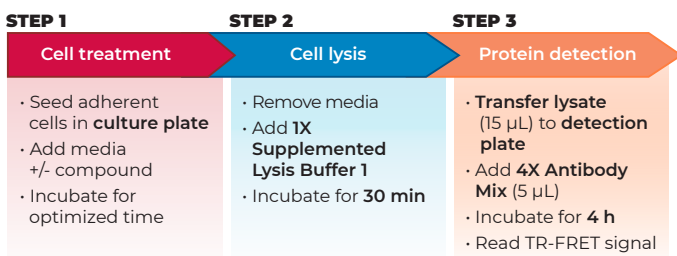 STEP 1
Cell treatment
· Seed adherent
cells in culture plate
· Add media
+/- compound
· Incubate for
optimized time
STEP 2
Cell lysis
· Remove media
· Add 1X
Supplemented
Lysis Buffer 1
· Incubate for 30 min
STEP 3
Protein detection
· Transfer lysate
(15 µL) to detection
plate
· Add 4X Antibody
Mix (5 µL)
· Incubate for 4 h
· Read TR-FRET signal